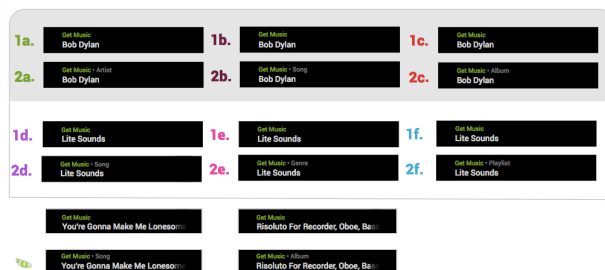 1a.
Get Music
Bob Dylan
1b.
Get Music
Bob Dylan
1c.
Get Music
Bob Dylan
2a.
Get Music • Artist
Bob Dylan
2b.
Get Music • Song
Bob Dylan
2c.
Get Music • Album
Bob Dylan
1d.
Get Music
Lite Sounds
1e.
Get Music
Lite Sounds
1f.
Get Music
Lite Sounds
2d.
Get Music • Song
Lite Sounds
2e.
Get Music • Genre
Lite Sounds
2f.
Get Music • Playlist
Lite Sounds
Get Music
You're Gonna Make Me Lonesome
Get Music
Risoluto For Recorder, Oboe, Bass
Get Music • Song
You're Gonna Make Me Lonesome
Get Music • Album
Risoluto For Recorder, Oboe, Bass